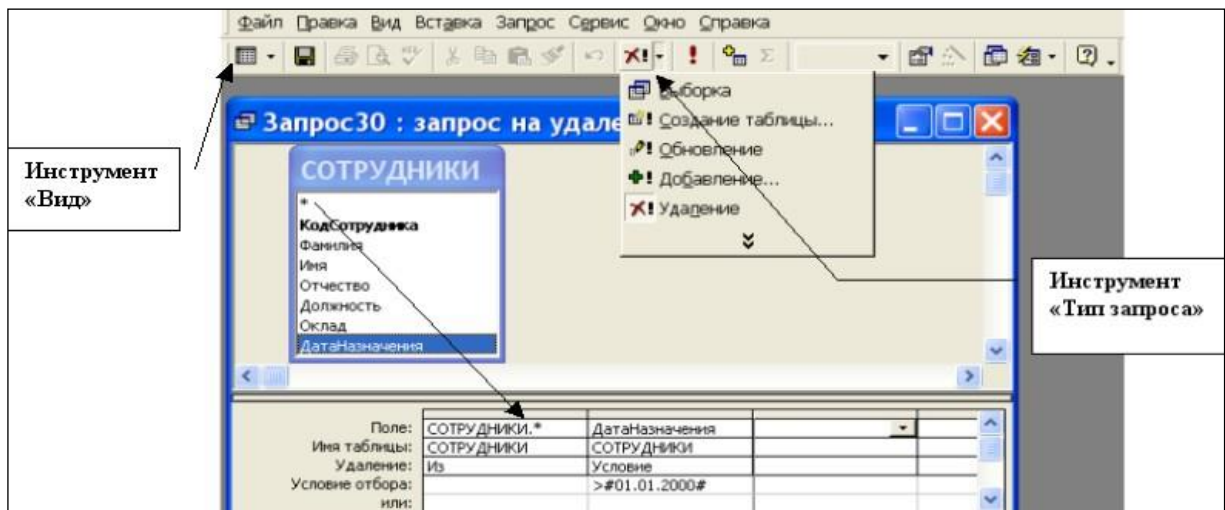 Файл Правка Вид Вставка Запрос Сервис Окно Справка
Выборка
Запрос30 : запрос на удале
Создание таблицы...
Обновление
Добавление...
Удаление
Инструмент
«Вид»
СОТРУДНИКИ
*
КодСотрудника
Фамилия
Имя
Отчество
Должность
Оклад
ДатаНазначения
Инструмент
«Тип запроса»
Поле: СОТРУДНИКИ.* ДатаНазначения
Имя таблицы: СОТРУДНИКИ СОТРУДНИКИ
Удаление: Из Условие
Условие отбора: >#01.01.2000#
или: